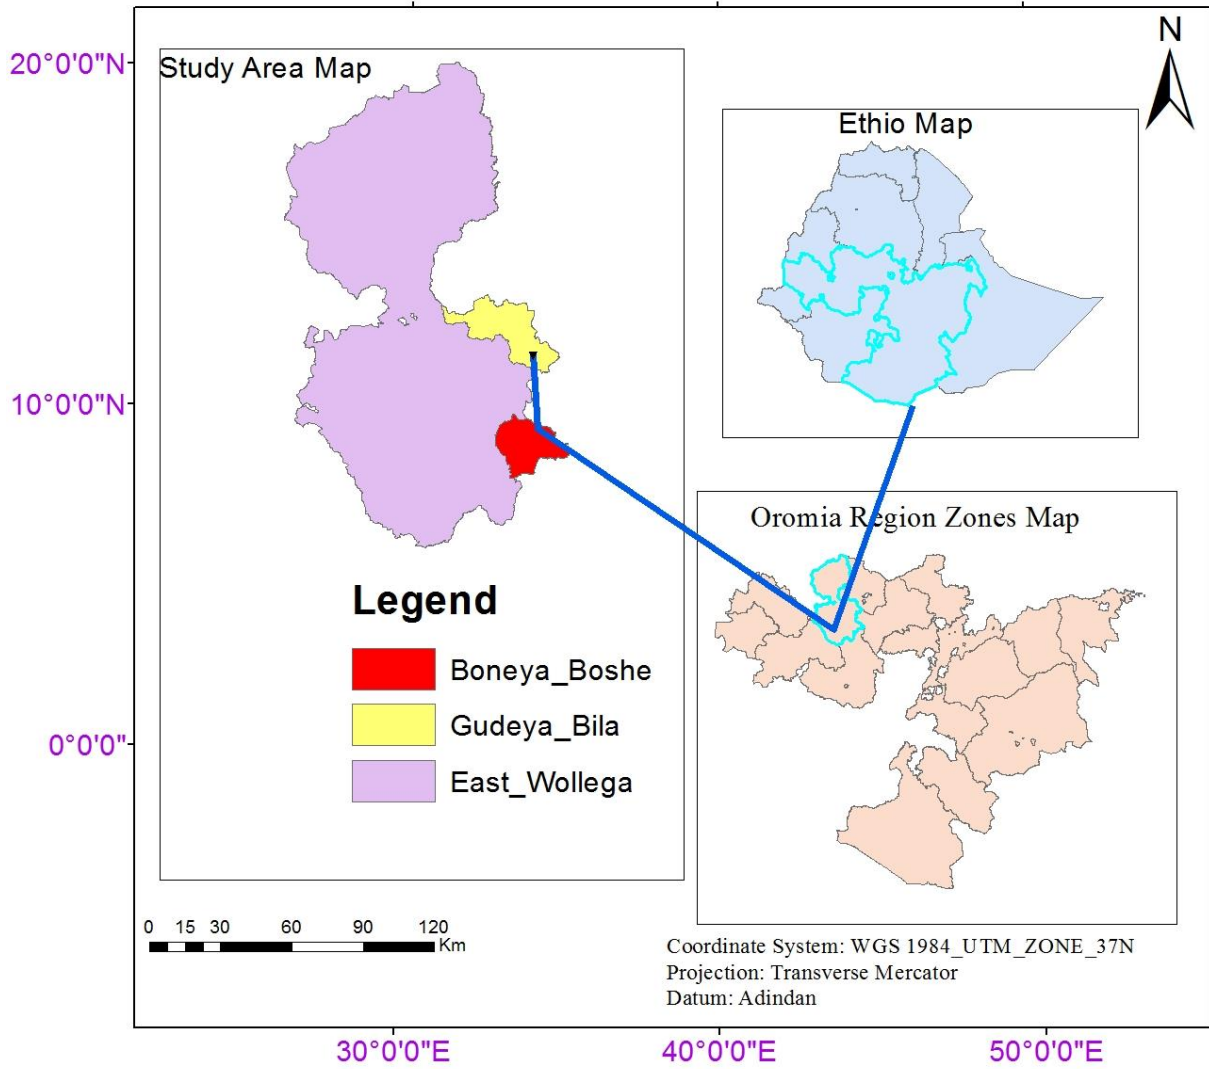 N
20°0'0"N
Study Area Map
Ethio Map
10°0'0"N
Oromia Region Zones Map
Legend
Boneya_Boshe
Gudeya_Bila
0°0'0"
East_Wollega
0 15 30 60 90 120
Km
Coordinate System: WGS 1984_UTM_ZONE_37N
Projection: Transverse Mercator
Datum: Adindan
30°0'0"E 40°0'0"E 50°0'0"E